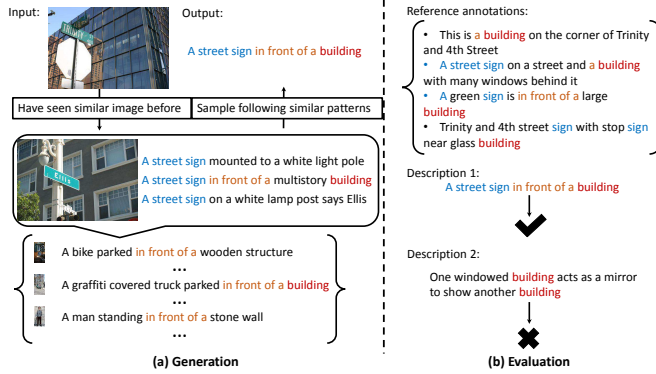 Input:
Output:
TRINITY
A street sign in front of a building
Have seen similar image before
Sample following similar patterns
Ellis
A street sign mounted to a white light pole
A street sign in front of a multistory building
A street sign on a white lamp post says Ellis
A bike parked in front of a wooden structure
...
A graffiti covered truck parked in front of a building
...
A man standing in front of a stone wall
...
(a) Generation
Reference annotations:
• This is a building on the corner of Trinity
and 4th Street
• A street sign on a street and a building
with many windows behind it
• A green sign is in front of a large
building
• Trinity and 4th street sign with stop sign
near glass building
Description 1:
A street sign in front of a building
Description 2:
One windowed building acts as a mirror
to show another building
(b) Evaluation